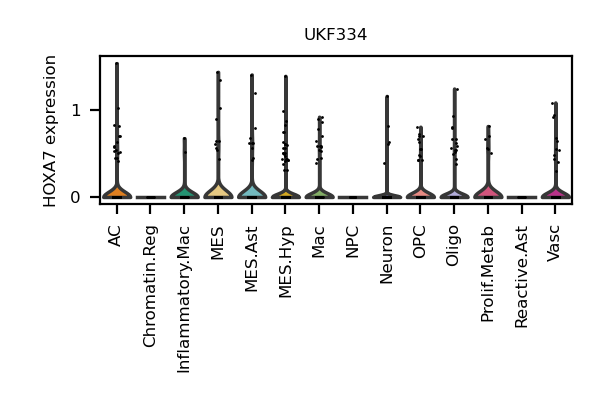 UKF334
HOXA7 expression
1
0
AC
Chromatin.Reg
Inflammatory.Mac
MES
MES.Ast
MES.Hyp
Mac
NPC
Neuron
OPC
Oligo
Prolif.Metab
Reactive.Ast
Vasc